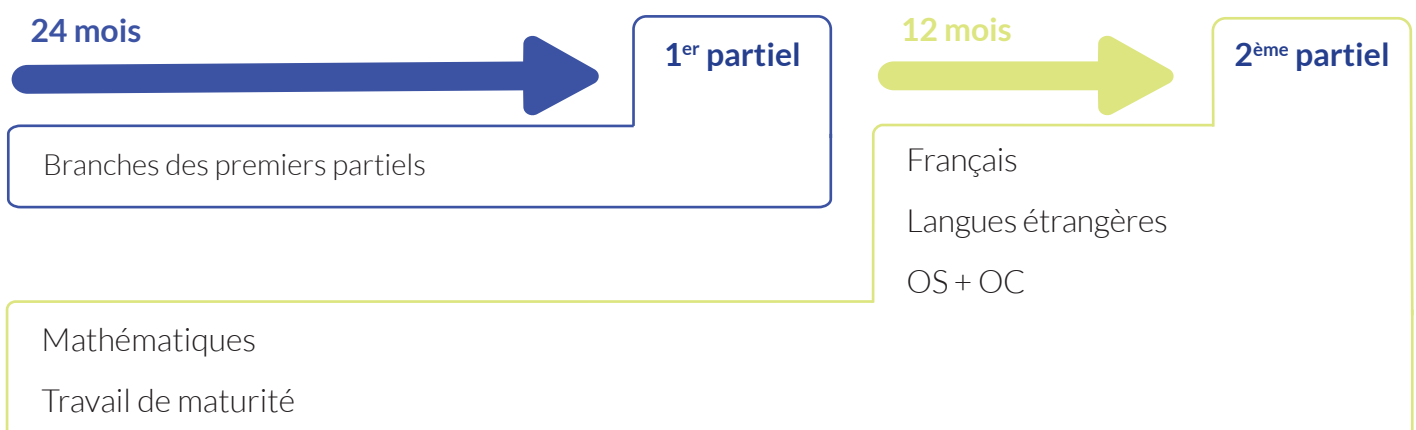 24 mois
1er partiel
12 mois
2ème partiel
Branches des premiers partiels
Français
Langues étrangères
OS + OC
Mathématiques
Travail de maturité